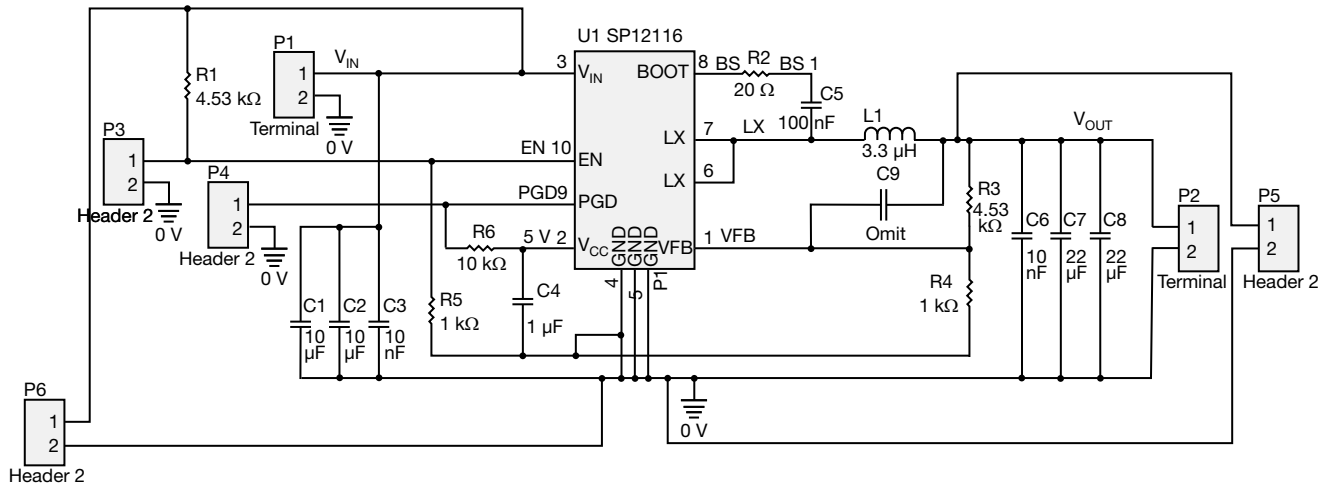 U1 SP12116
P1
V_IN
3
V_IN
BOOT
8
BS
R2
BS 1
20 Ω
R1
4.53 kΩ
1
2
Terminal
0 V
C5
100 nF
L1
3.3 µH
V_OUT
P3
1
2
Header 2
0 V
EN 10
EN
LX
7
LX
LX
6
C9
Omit
P4
1
2
Header 2
0 V
PGD9
PGD
R3
4.53
kΩ
C6
10
nF
C7
22
µF
C8
22
µF
P2
1
2
Terminal
P5
1
2
Header 2
R6
10 kΩ
5 V 2
V_CC
GND
GND
GND
VFB
1 VFB
4
5
P1
R4
1 kΩ
C1
10
µF
C2
10
µF
C3
10
nF
R5
1 kΩ
C4
1 µF
P6
1
2
Header 2
0 V